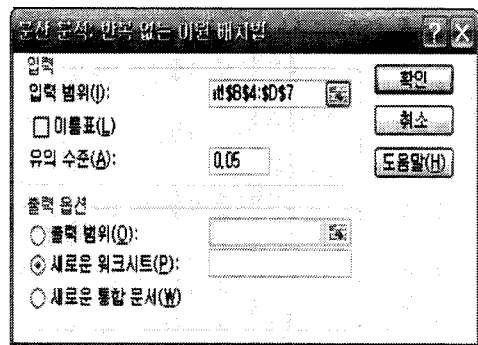 분산 분석: 반복 없는 이원 배치법
입력
입력 범위(I): $B$4:$D$7
이름표(L)
유의 수준(A): 0.05
출력 옵션
출력 범위(O):
새로운 워크시트(P):
새로운 통합 문서(W)
확인
취소
도움말(H)